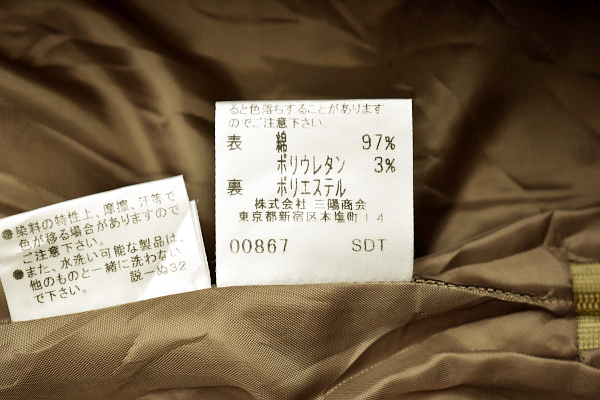 ●染料の特性上、摩擦、汗等で
色が移る場合がありますので
ご注意下さい。
●また、水洗い可能な製品は、
他のものと一緒に洗わない
で下さい。
説ーぬ32
ると色落ちすることがあります
のでご注意下さい。
表 綿 97%
ポリウレタン 3%
裏 ポリエステル
株式会社 三陽商会
東京都新宿区本塩町14
00867 SDT